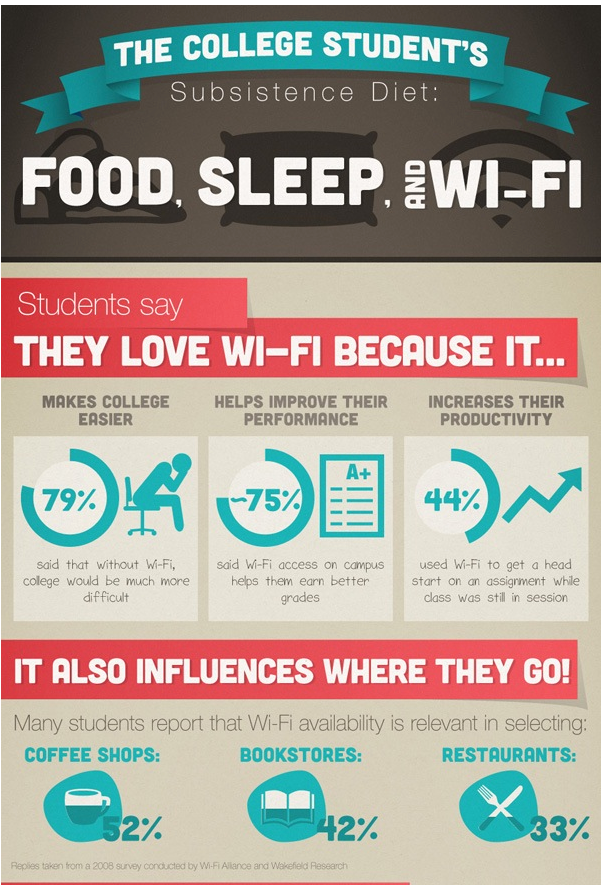 THE COLLEGE STUDENT'S
Subsistence Diet:
FOOD, SLEEP, AND WI-FI
Students say
THEY LOVE WI-FI BECAUSE IT...
MAKES COLLEGE
EASIER
79%
said that without Wi-Fi,
college would be much more
difficult
HELPS IMPROVE THEIR
PERFORMANCE
~75%
A+
said Wi-Fi access on campus
helps them earn better
grades
INCREASES THEIR
PRODUCTIVITY
44%
used Wi-Fi to get a head
start on an assignment while
class was still in session
IT ALSO INFLUENCES WHERE THEY GO!
Many students report that Wi-Fi availability is relevant in selecting:
COFFEE SHOPS:
52%
BOOKSTORES:
42%
RESTAURANTS:
33%
Replies taken from a 2008 survey conducted by Wi-Fi Alliance and Wakefield Research